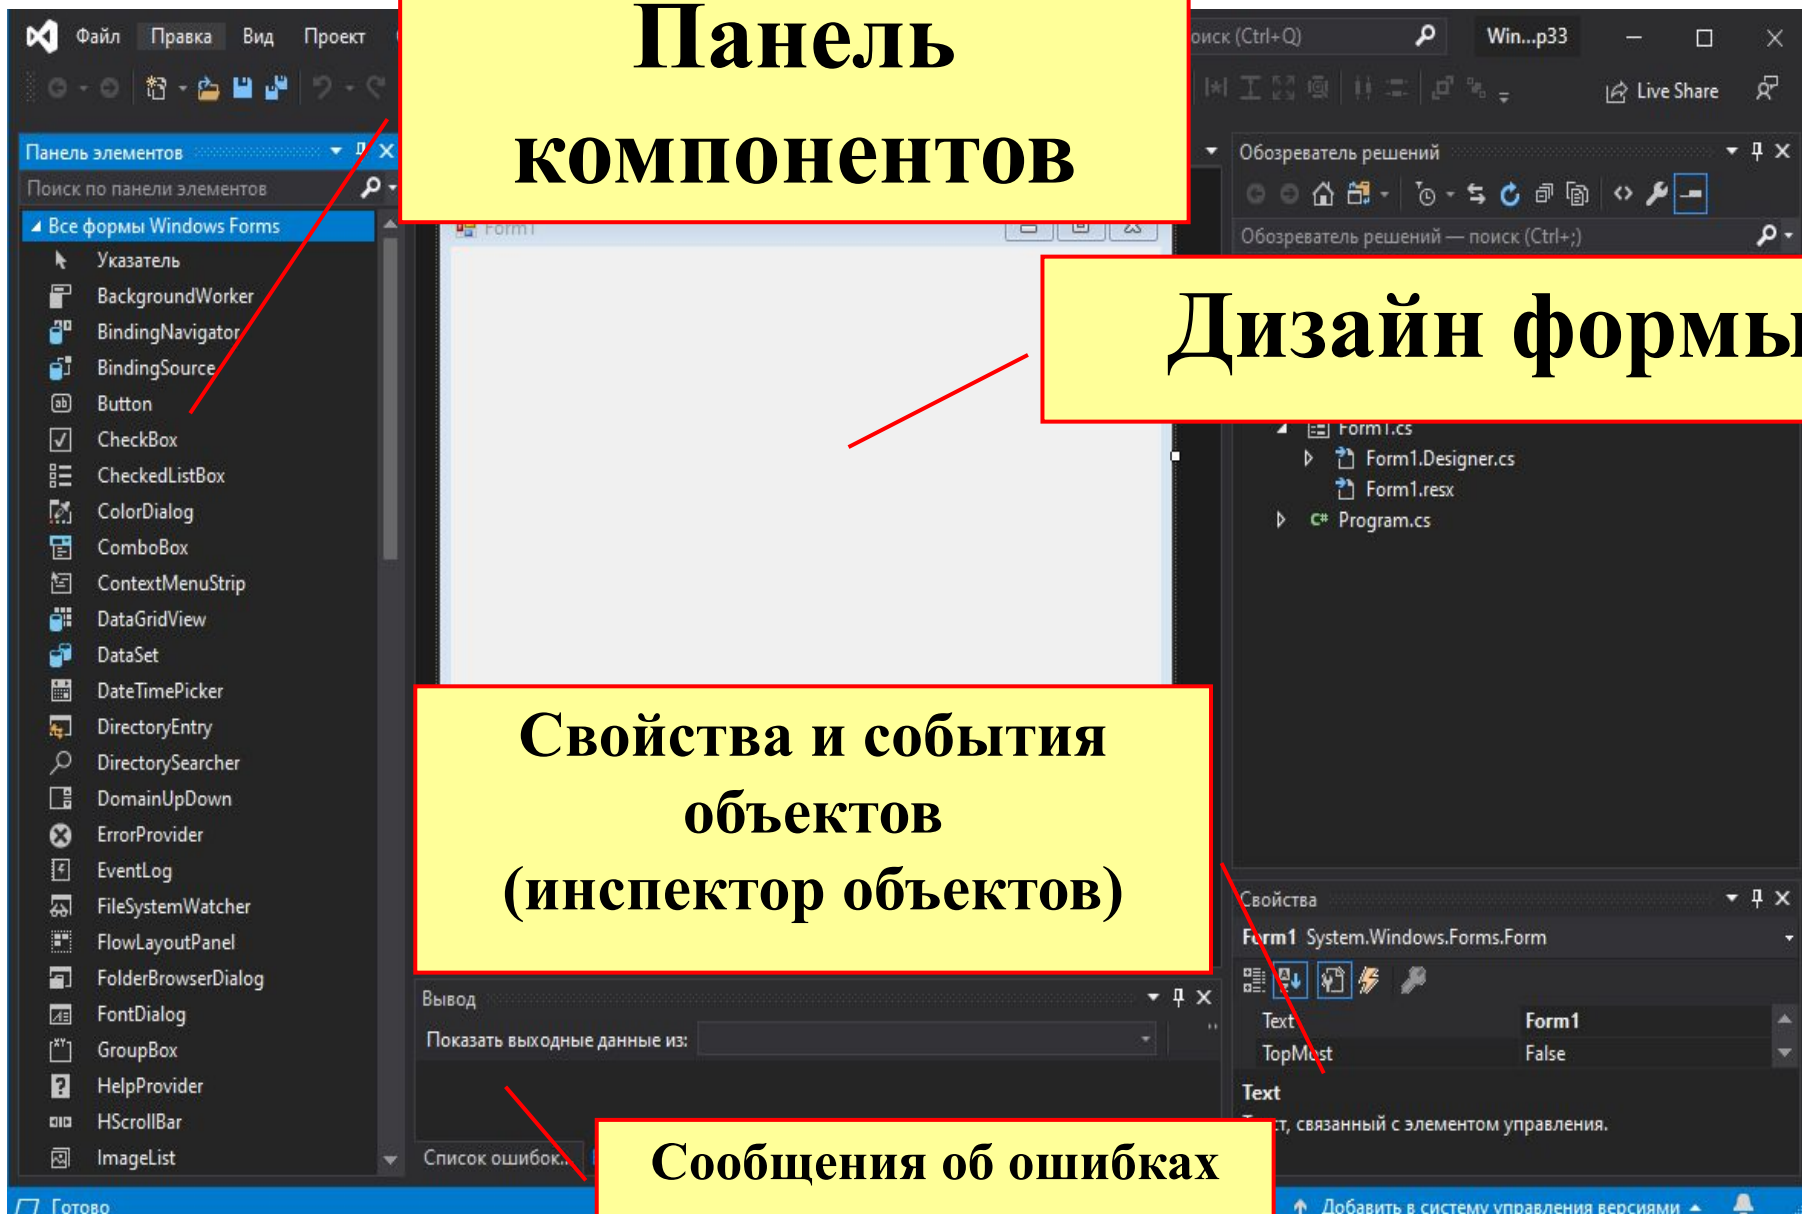 Файл Правка Вид Проект
(Ctrl+Q)
Win...p33
Live Share
Панель
компонентов
Панель элементов
Поиск по панели элементов
Все формы Windows Forms
Указатель
BackgroundWorker
BindingNavigator
BindingSource
Button
CheckBox
CheckedListBox
ColorDialog
ComboBox
ContextMenuStrip
DataGridView
DataSet
DateTimePicker
DirectoryEntry
DirectorySearcher
DomainUpDown
ErrorProvider
EventLog
FileSystemWatcher
FlowLayoutPanel
FolderBrowserDialog
FontDialog
GroupBox
HelpProvider
HScrollBar
ImageList
Form1
Дизайн формы
Свойства и события
объектов
(инспектор объектов)
Вывод
Показать выходные данные из:
Список ошибок...
Сообщения об ошибках
Обозреватель решений
Обозреватель решений — поиск (Ctrl+;)
Form1.cs
Form1.Designer.cs
Form1.resx
C# Program.cs
Свойства
Form1 System.Windows.Forms.Form
Text Form1
TopMost False
Text
связанный с элементом управления.
Готово
Добавить в систему управления версиями